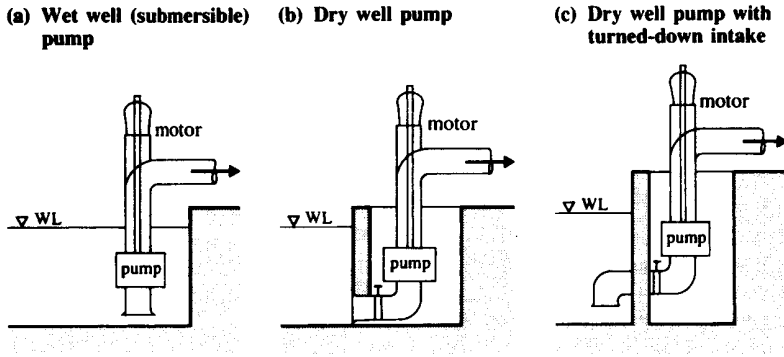 (a) Wet well (submersible)
pump
motor
WL
pump
(b) Dry well pump
motor
WL
pump
(c) Dry well pump with
turned-down intake
motor
WL
pump